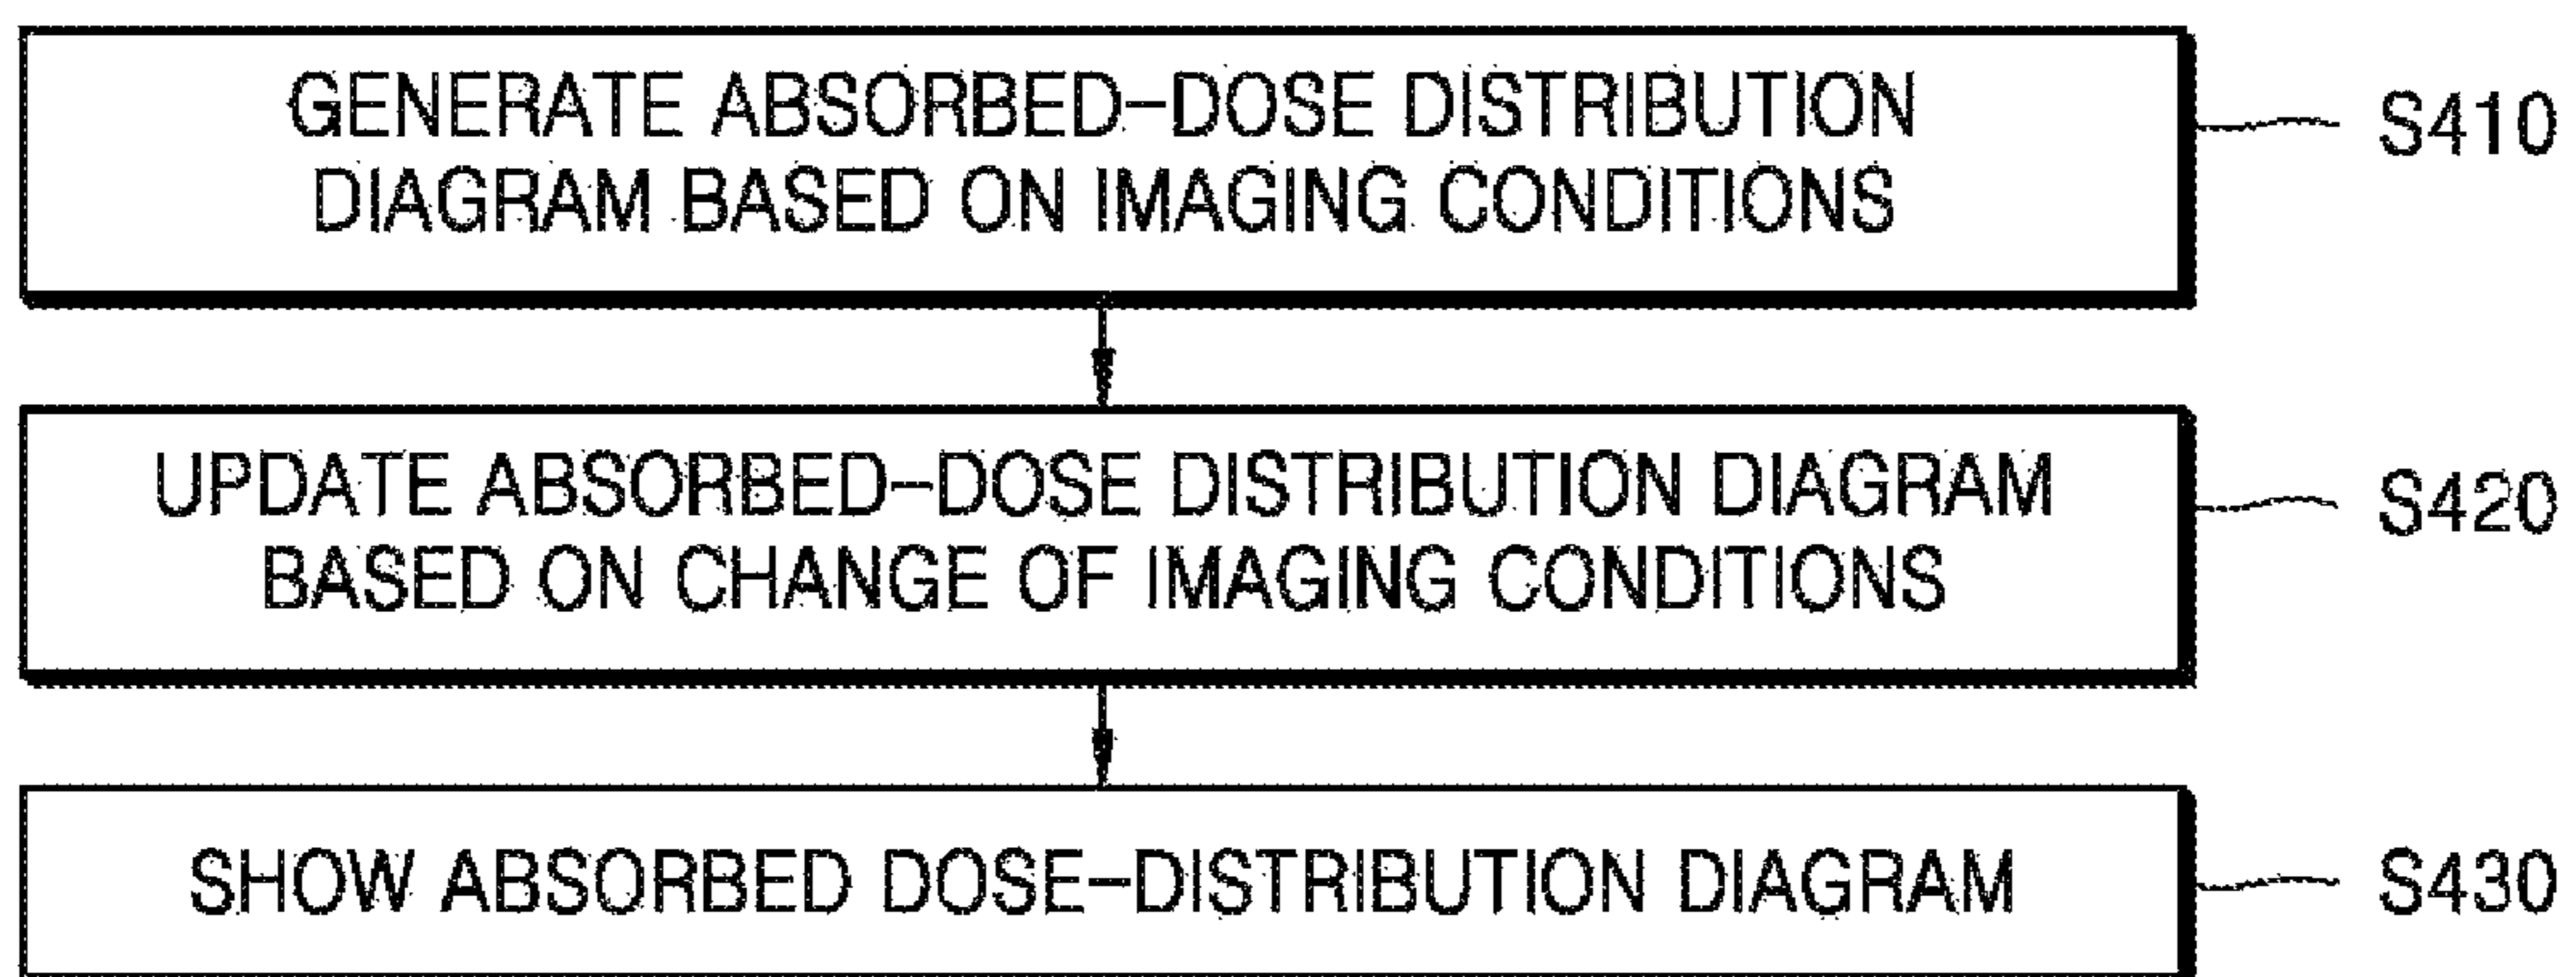 GENERATE ABSORBED-DOSE DISTRIBUTION
DIAGRAM BASED ON IMAGING CONDITIONS
S410
UPDATE ABSORBED-DOSE DISTRIBUTION DIAGRAM
BASED ON CHANGE OF IMAGING CONDITIONS
S420
SHOW ABSORBED DOSE-DISTRIBUTION DIAGRAM
S430